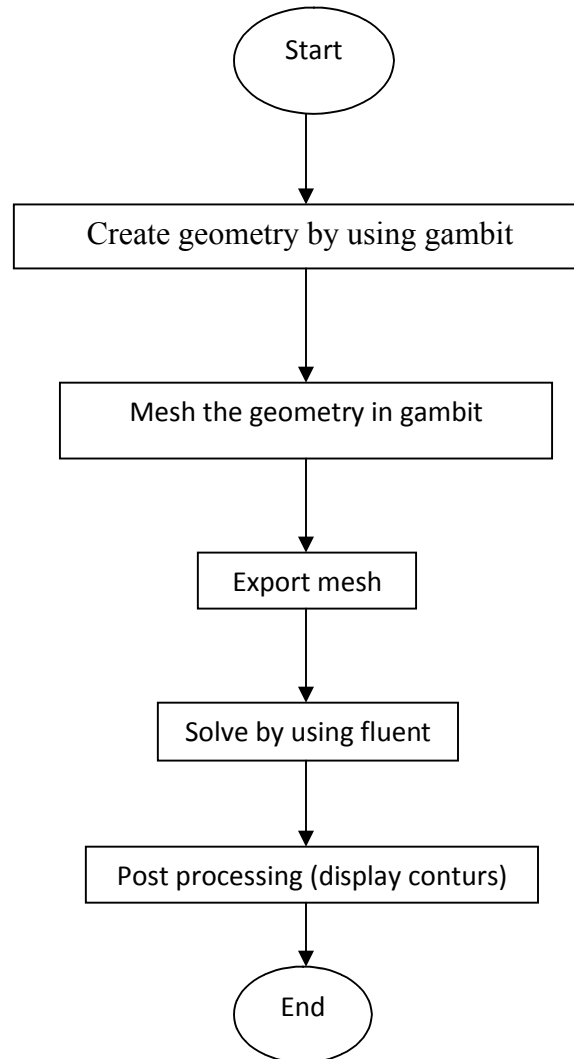 Start
Create geometry by using gambit
Mesh the geometry in gambit
Export mesh
Solve by using fluent
Post processing (display conturs)
End